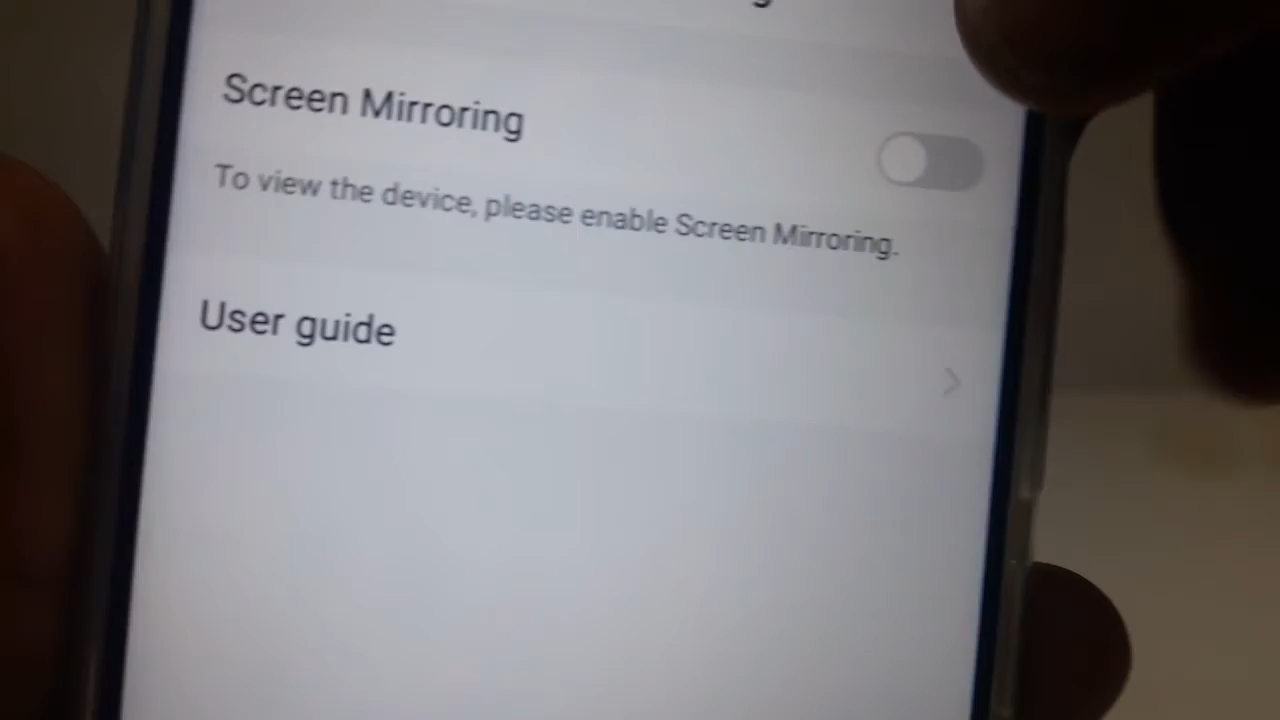 Screen Mirroring
To view the device, please enable Screen Mirroring.
User guide